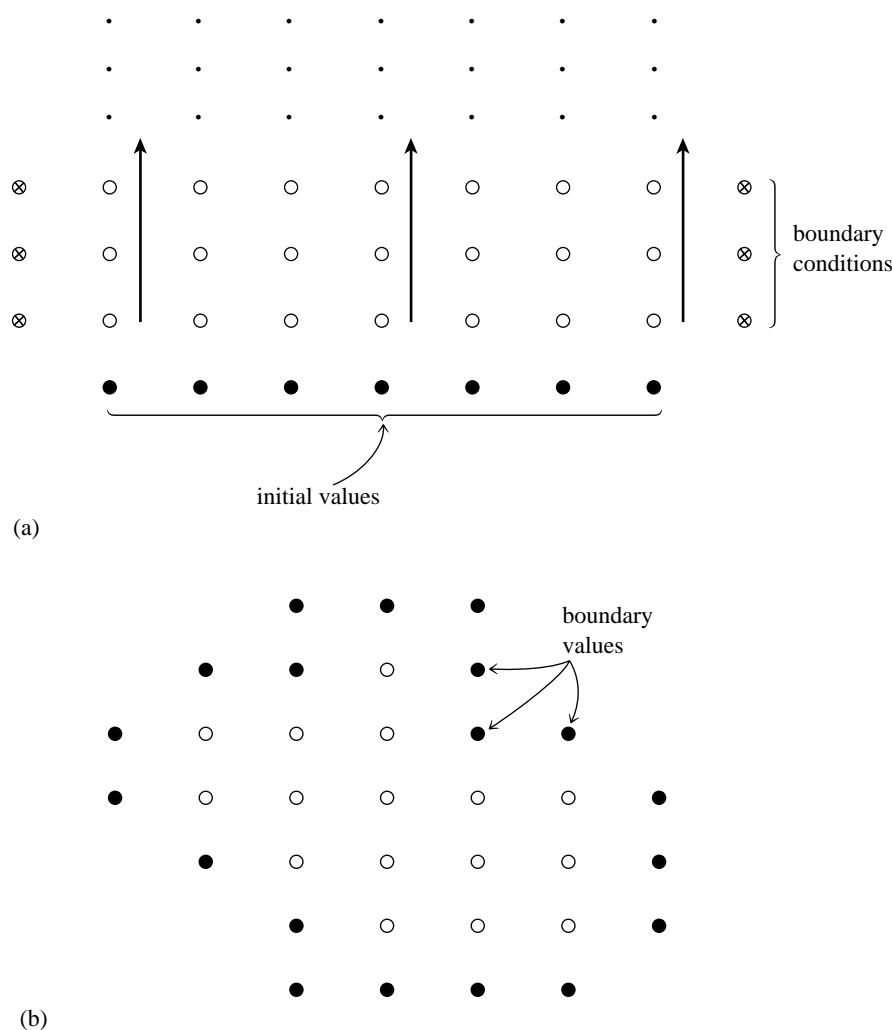 boundary
conditions
initial values
(a)
boundary
values
(b)